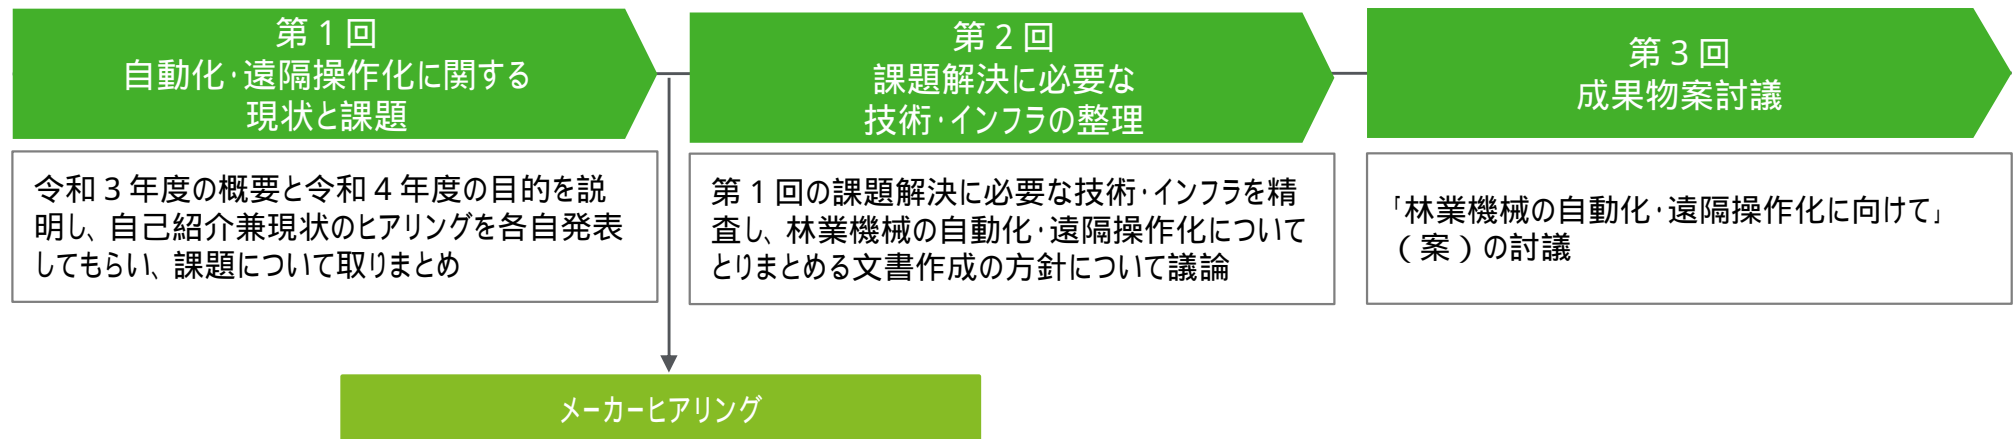 第1回
自動化･遠隔操作化に関する
現状と課題
令和3年度の概要と令和4年度の目的を説
明し、自己紹介兼現状のヒアリングを各自発表
してもらい、課題について取りまとめ
第2回
課題解決に必要な
技術･インフラの整理
第1回の課題解決に必要な技術･インフラを精
査し、林業機械の自動化･遠隔操作化について
とりまとめる文書作成の方針について議論
第3回
成果物案討議
｢林業機械の自動化･遠隔操作化に向けて｣
(案)の討議
メーカーヒアリング